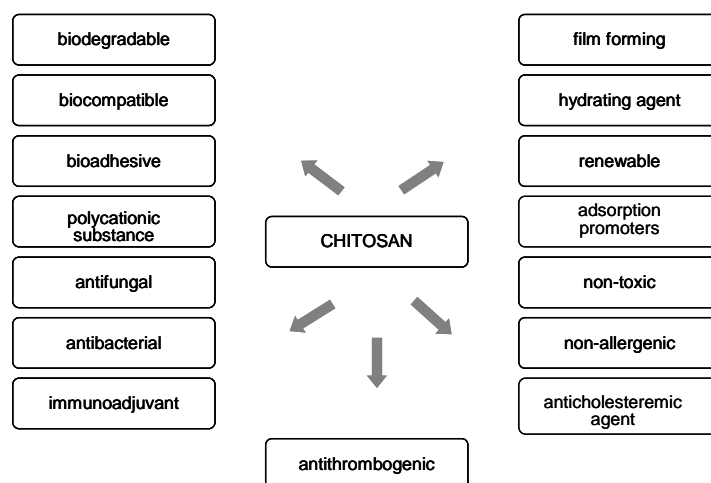 biodegradable
biocompatible
bioadhesive
polycationic
substance
antifungal
antibacterial
immunoadjuvant
CHITOSAN
antithrombogenic
film forming
hydrating agent
renewable
adsorption
promoters
non-toxic
non-allergenic
anticholesteremic
agent